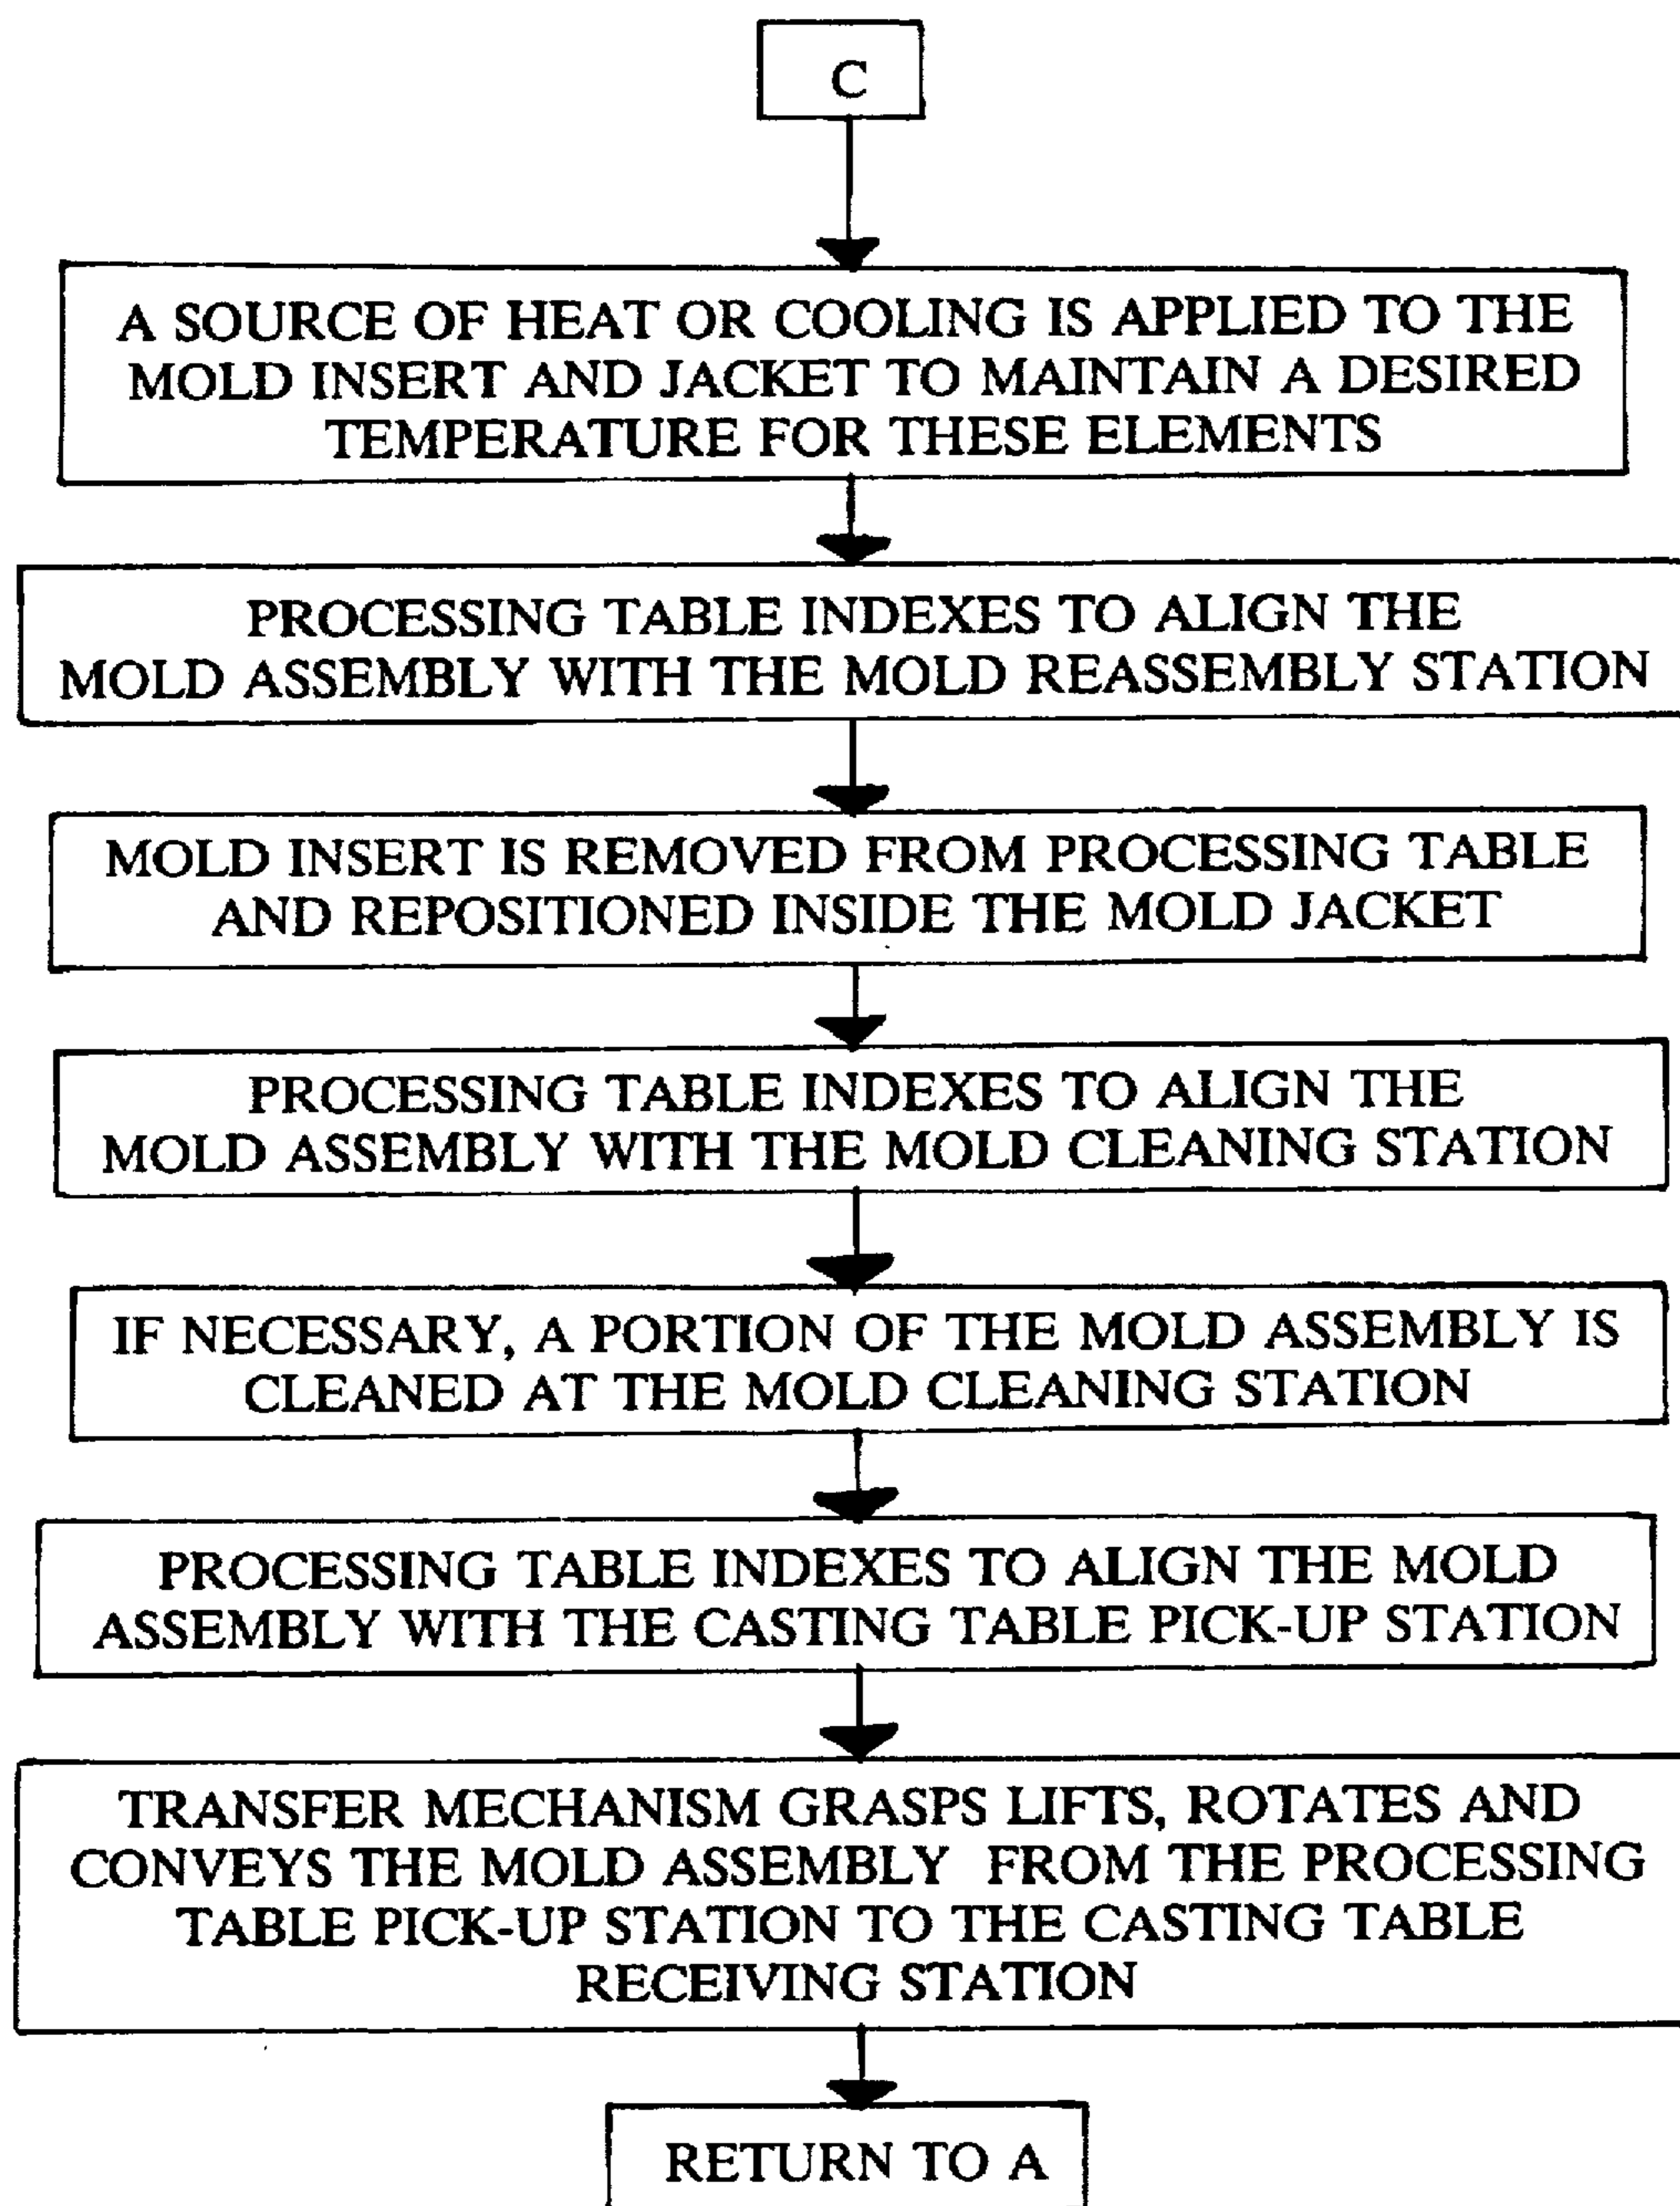 C
A SOURCE OF HEAT OR COOLING IS APPLIED TO THE
MOLD INSERT AND JACKET TO MAINTAIN A DESIRED
TEMPERATURE FOR THESE ELEMENTS
PROCESSING TABLE INDEXES TO ALIGN THE
MOLD ASSEMBLY WITH THE MOLD REASSEMBLY STATION
MOLD INSERT IS REMOVED FROM PROCESSING TABLE
AND REPOSITIONED INSIDE THE MOLD JACKET
PROCESSING TABLE INDEXES TO ALIGN THE
MOLD ASSEMBLY WITH THE MOLD CLEANING STATION
IF NECESSARY, A PORTION OF THE MOLD ASSEMBLY IS
CLEANED AT THE MOLD CLEANING STATION
PROCESSING TABLE INDEXES TO ALIGN THE MOLD
ASSEMBLY WITH THE CASTING TABLE PICK-UP STATION
TRANSFER MECHANISM GRASPS LIFTS, ROTATES AND
CONVEYS THE MOLD ASSEMBLY FROM THE PROCESSING
TABLE PICK-UP STATION TO THE CASTING TABLE
RECEIVING STATION
RETURN TO A